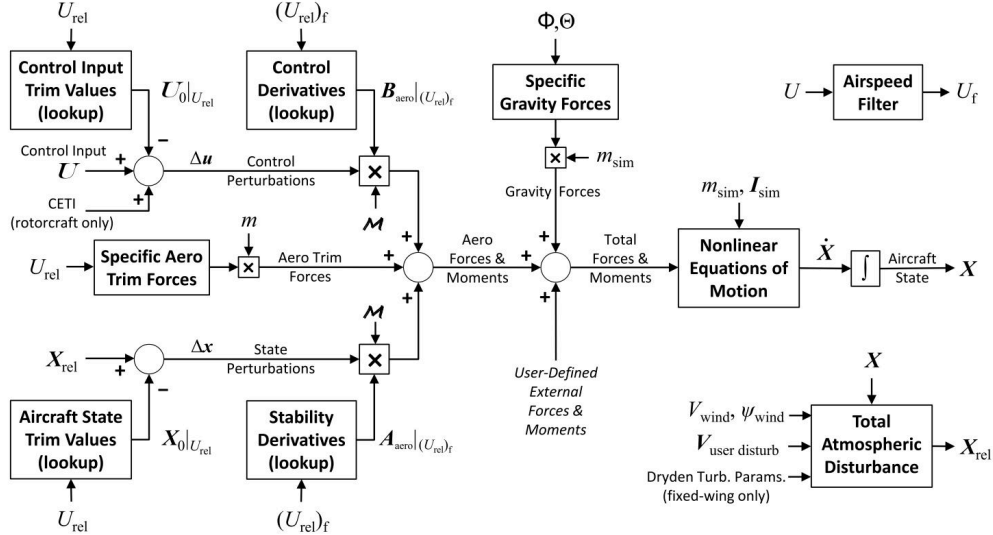 U_rel
Control Input
Trim Values
(lookup)
U_0|U_rel
−
Control Input
U
+
CETI
(rotorcraft only)
+
Δu
Control
Perturbations
(U_rel)_f
Control
Derivatives
(lookup)
B_aero|(U_rel)_f
×
M
U_rel
Specific Aero
Trim Forces
m
×
Aero Trim
Forces
+
+
+
Aero
Forces &
Moments
X_rel
+
−
Δx
State
Perturbations
M
×
Aircraft State
Trim Values
(lookup)
X_0|U_rel
U_rel
Stability
Derivatives
(lookup)
A_aero|(U_rel)_f
(U_rel)_f
Φ,Θ
Specific
Gravity Forces
×
m_sim
Gravity Forces
+
+
+
Total
Forces &
Moments
User-Defined
External
Forces &
Moments
m_sim, I_sim
Nonlinear
Equations of
Motion
Ẋ
∫
Aircraft
State
X
U
Airspeed
Filter
U_f
X
V_wind, ψ_wind
V_user disturb
Dryden Turb. Params.
(fixed-wing only)
Total
Atmospheric
Disturbance
X_rel